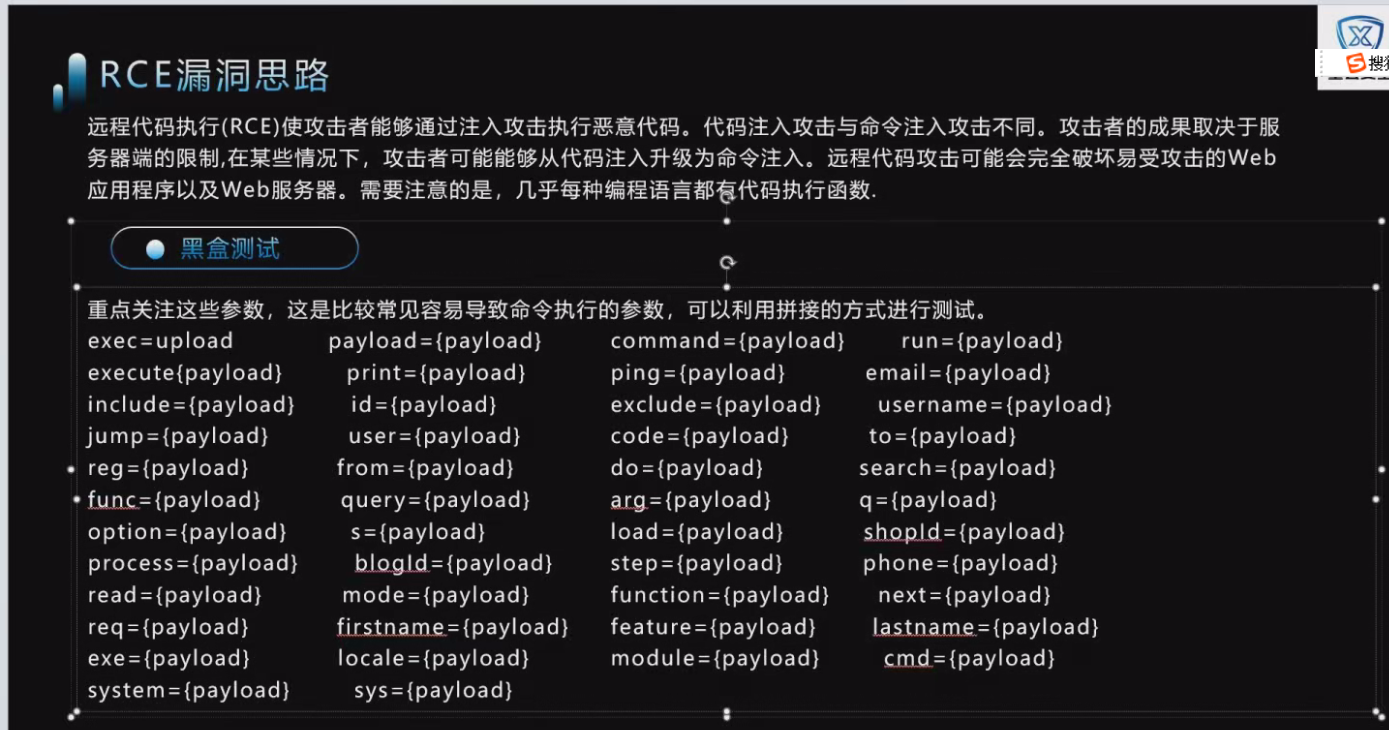 RCE漏洞思路
搜
远程代码执行(RCE)使攻击者能够通过注入攻击执行恶意代码。代码注入攻击与命令注入攻击不同。攻击者的成果取决于服
务器端的限制,在某些情况下，攻击者可能能够从代码注入升级为命令注入。远程代码攻击可能会完全破坏易受攻击的Web
应用程序以及Web服务器。需要注意的是，几乎每种编程语言都有代码执行函数.
黑盒测试
重点关注这些参数，这是比较常见容易导致命令执行的参数，可以利用拼接的方式进行测试。
exec=upload payload={payload} command={payload} run={payload}
execute{payload} print={payload} ping={payload} email={payload}
include={payload} id={payload} exclude={payload} username={payload}
jump={payload} user={payload} code={payload} to={payload}
reg={payload} from={payload} do={payload} search={payload}
func={payload} query={payload} arg={payload} q={payload}
option={payload} s={payload} load={payload} shopId={payload}
process={payload} blogId={payload} step={payload} phone={payload}
read={payload} mode={payload} function={payload} next={payload}
req={payload} firstname={payload} feature={payload} lastname={payload}
exe={payload} locale={payload} module={payload} cmd={payload}
system={payload} sys={payload}